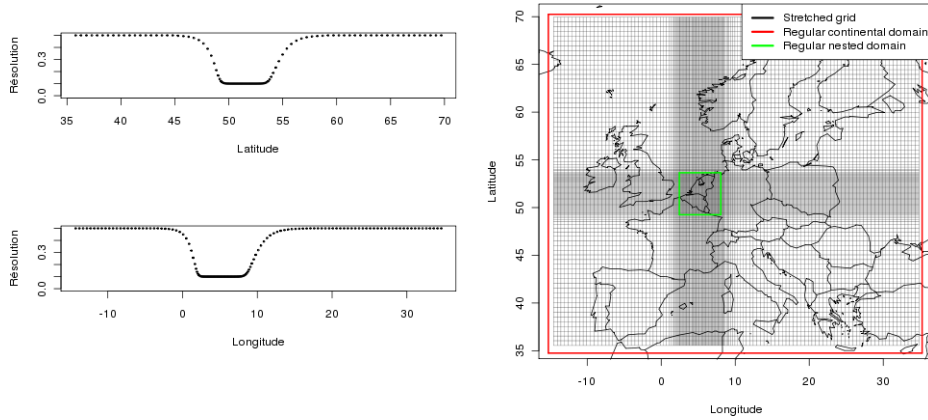 Résolution
0.0
0.3
35 40 45 50 55 60 65 70
Latitude
Résolution
0.0
0.3
-10 0 10 20 30
Longitude
Latitude
35 40 45 50 55 60 65 70
Stretched grid
Regular continental domain
Regular nested domain
-10 0 10 20 30
Longitude